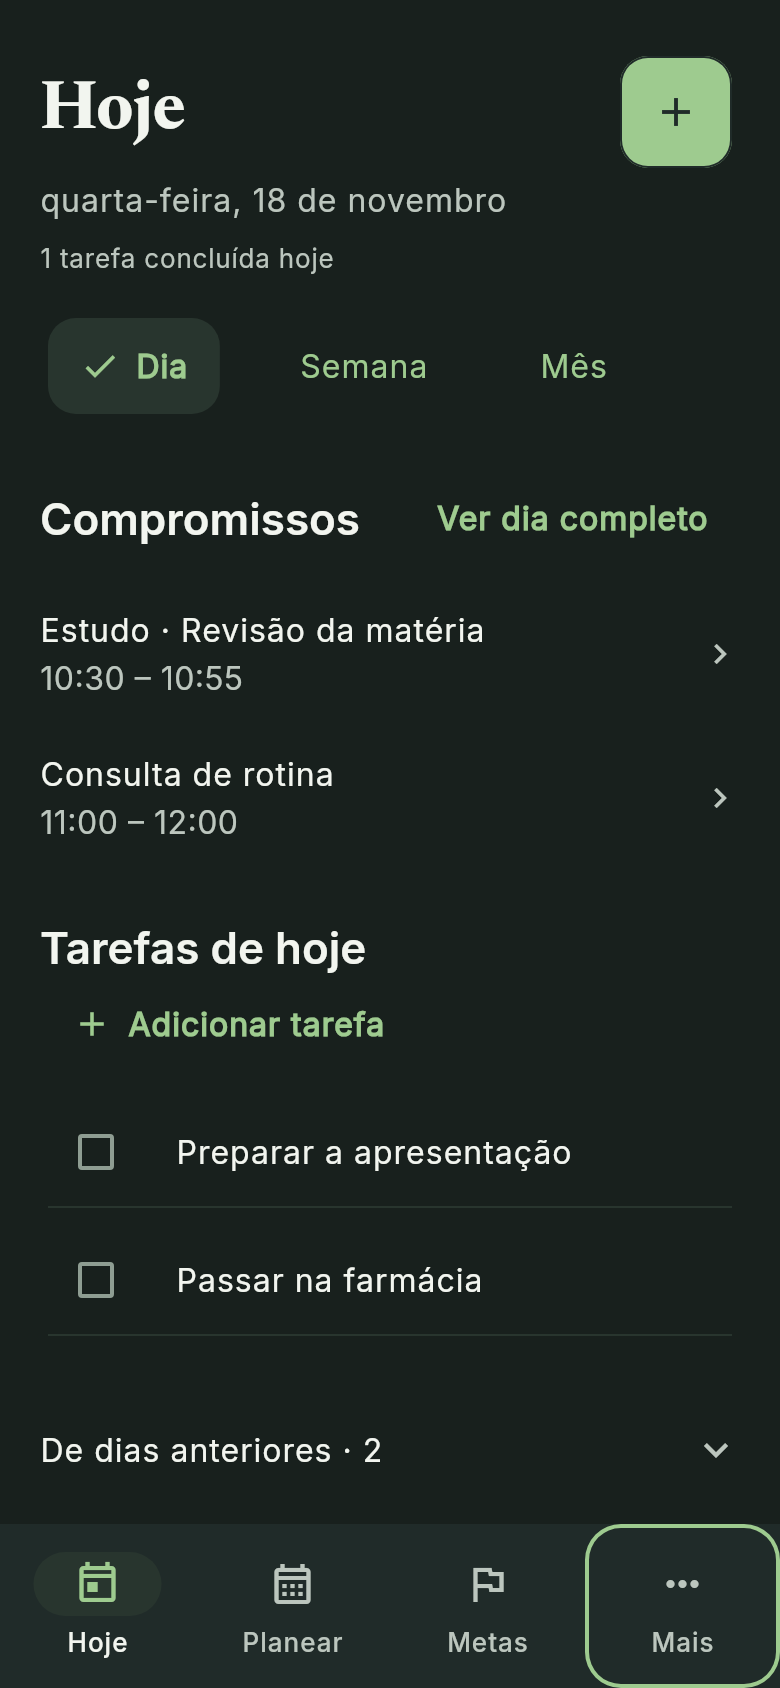 Hoje
quarta-feira, 18 de novembro
1 tarefa concluída hoje
Dia
Semana
Mês
Compromissos
Ver dia completo
Estudo · Revisão da matéria
10:30 – 10:55
Consulta de rotina
11:00 – 12:00
Tarefas de hoje
Adicionar tarefa
Preparar a apresentação
Passar na farmácia
De dias anteriores · 2
Hoje
Planear
Metas
Mais